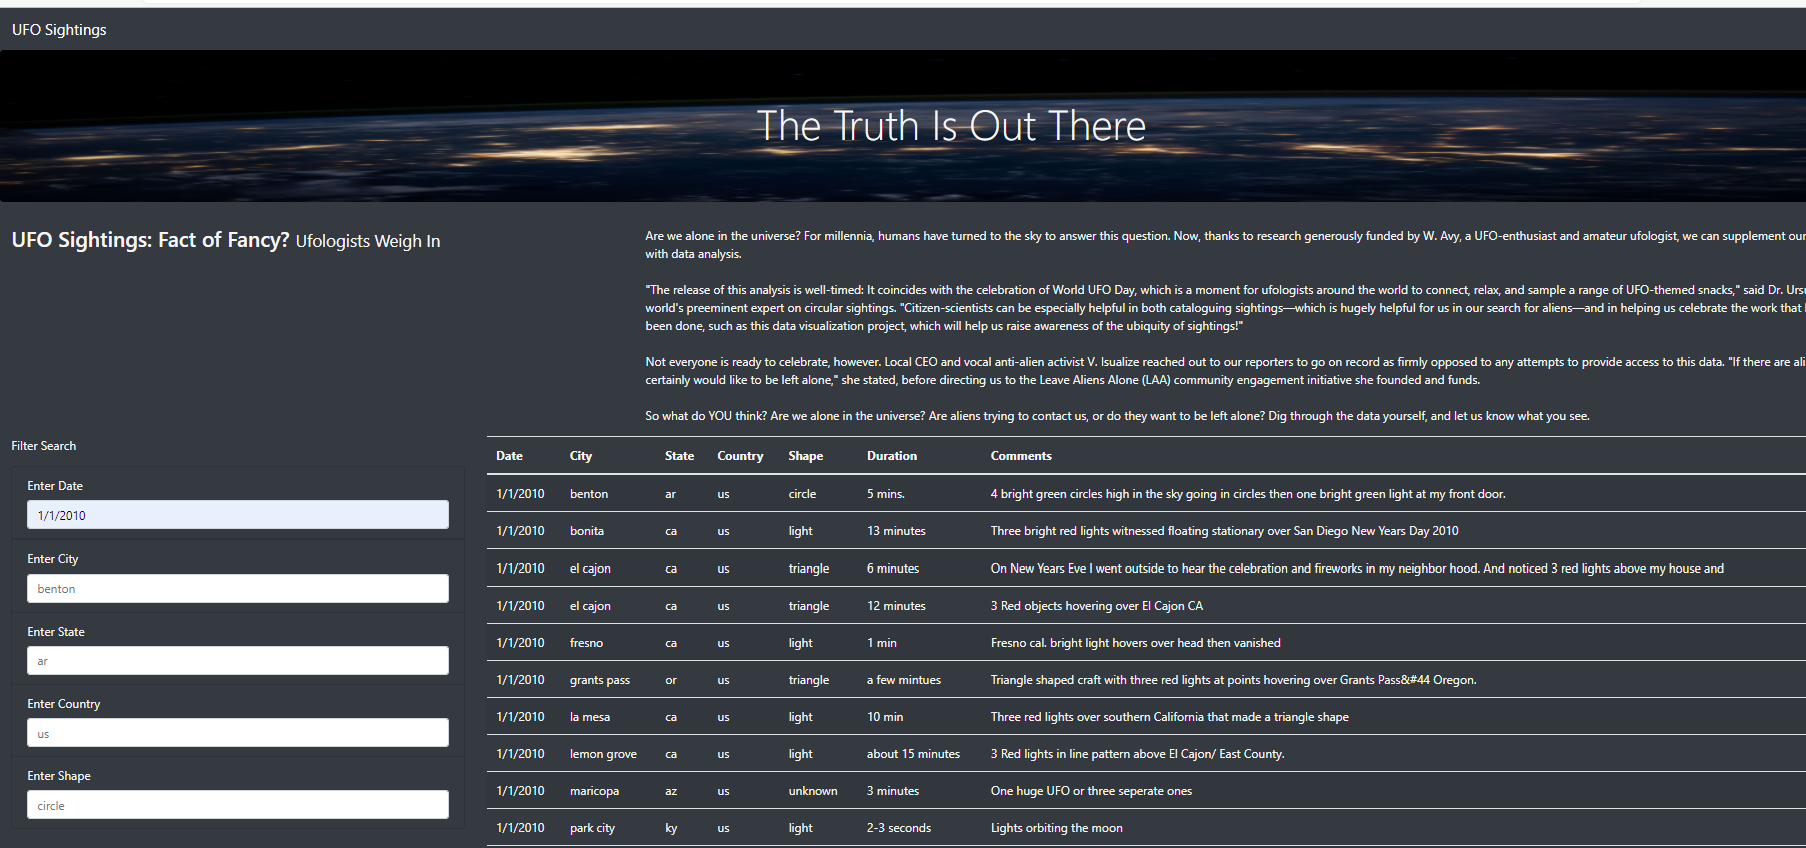 UFO Sightings
The Truth Is Out There
UFO Sightings: Fact of Fancy? Ufologists Weigh In
Are we alone in the universe? For millennia, humans have turned to the sky to answer this question. Now, thanks to research generously funded by W. Avy, a UFO-enthusiast and amateur ufologist, we can supplement our
with data analysis.
"The release of this analysis is well-timed: It coincides with the celebration of World UFO Day, which is a moment for ufologists around the world to connect, relax, and sample a range of UFO-themed snacks," said Dr.
world's preeminent expert on circular sightings. "Citizen-scientists can be especially helpful in both cataloguing sightings—which is hugely helpful for us in our search for aliens—and in helping us celebrate the work that
been done, such as this data visualization project, which will help us raise awareness of the ubiquity of sightings!"
Not everyone is ready to celebrate, however. Local CEO and vocal anti-alien activist V. Isualize reached out to our reporters to go on record as firmly opposed to any attempts to provide access to this data. "If there are
certainly would like to be left alone," she stated, before directing us to the Leave Aliens Alone (LAA) community engagement initiative she founded and funds.
So what do YOU think? Are we alone in the universe? Are aliens trying to contact us, or do they want to be left alone? Dig through the data yourself, and let us know what you see.
Filter Search
Enter Date
1/1/2010
Enter City
benton
Enter State
ar
Enter Country
us
Enter Shape
circle
Date City State Country Shape Duration Comments
1/1/2010 benton ar us circle 5 mins. 4 bright green circles high in the sky going in circles then one bright green light at my front door.
1/1/2010 bonita ca us light 13 minutes Three bright red lights witnessed floating stationary over San Diego New Years Day 2010
1/1/2010 el cajon ca us triangle 6 minutes On New Years Eve I went outside to hear the celebration and fireworks in my neighbor hood. And noticed 3 red lights above my house and
1/1/2010 el cajon ca us triangle 12 minutes 3 Red objects hovering over El Cajon CA
1/1/2010 fresno ca us light 1 min Fresno cal. bright light hovers over head then vanished
1/1/2010 grants pass or us triangle a few mintues Triangle shaped craft with three red lights at points hovering over Grants Pass&#44 Oregon.
1/1/2010 la mesa ca us light 10 min Three red lights over southern California that made a triangle shape
1/1/2010 lemon grove ca us light about 15 minutes 3 Red lights in line pattern above El Cajon/ East County.
1/1/2010 maricopa az us unknown 3 minutes One huge UFO or three seperate ones
1/1/2010 park city ky us light 2-3 seconds Lights orbiting the moon